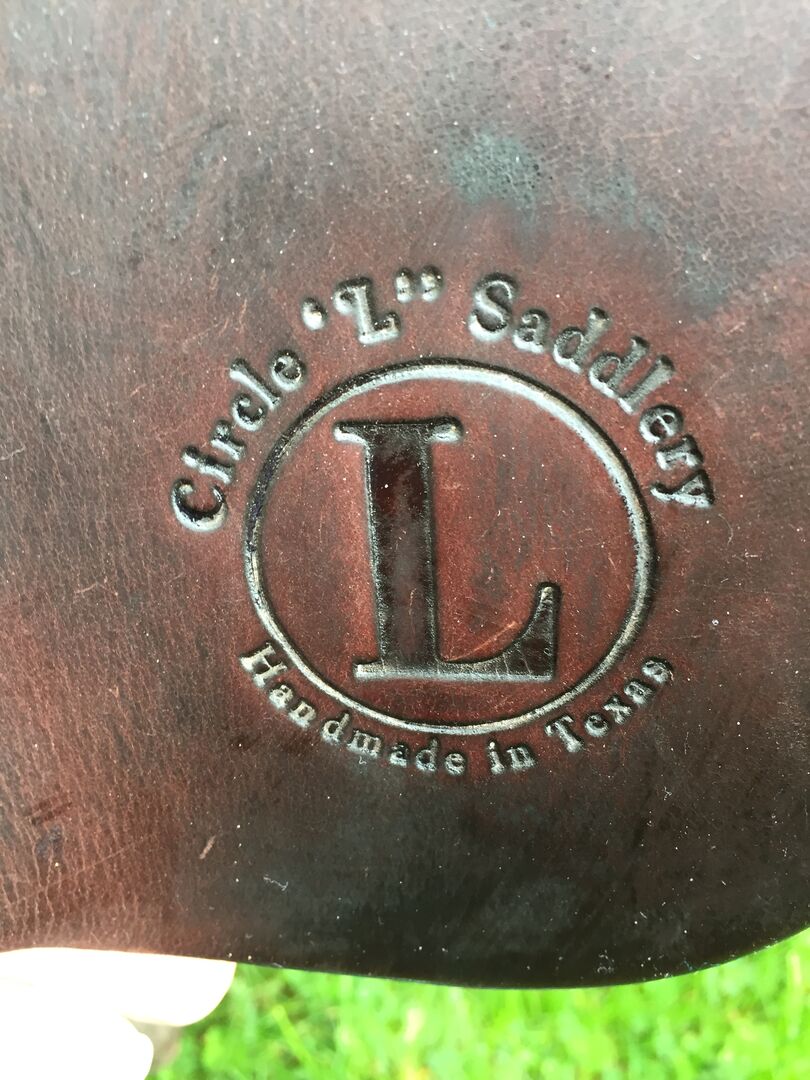 Circle ‘L” Saddlery
L
Handmade in Texas